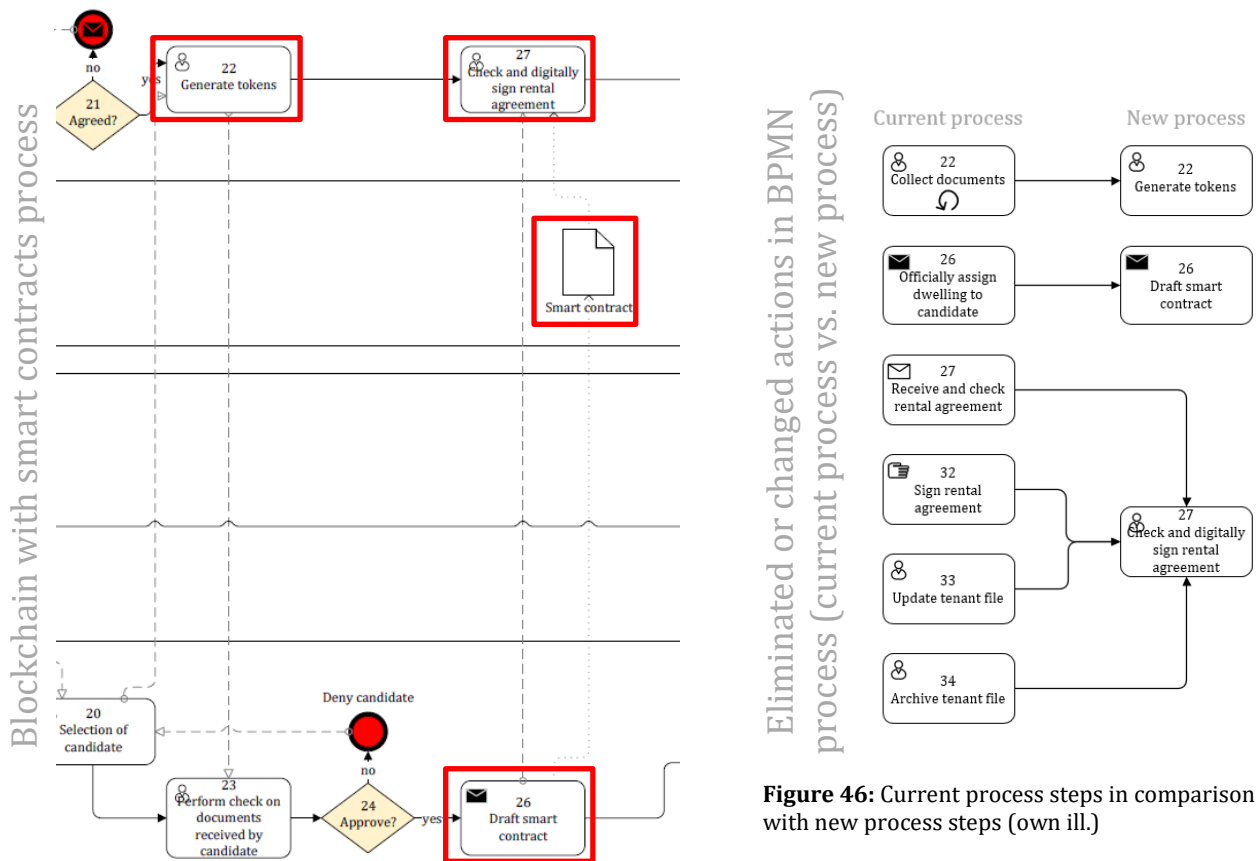 Blockchain with smart contracts process
no
yes
21
Agreed?
22
Generate tokens
27
Check and digitally
sign rental
agreement
Smart contract
20
Selection of
candidate
Deny candidate
no
23
Perform check on
documents
received by
candidate
24
Approve?
yes
26
Draft smart
contract
Eliminated or changed actions in BPMN
process (current process vs. new process)
Current process
New process
22
Collect documents
22
Generate tokens
26
Officially assign
dwelling to
candidate
26
Draft smart
contract
27
Receive and check
rental agreement
32
Sign rental
agreement
27
Check and digitally
sign rental
agreement
33
Update tenant file
34
Archive tenant file
Figure 46: Current process steps in comparison
with new process steps (own ill.)